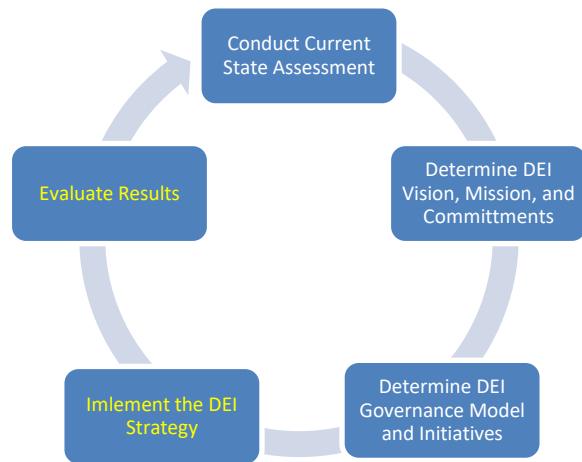 Conduct Current
State Assessment
Determine DEI
Vision, Mission, and
Committments
Determine DEI
Governance Model
and Initiatives
Imlement the DEI
Strategy
Evaluate Results